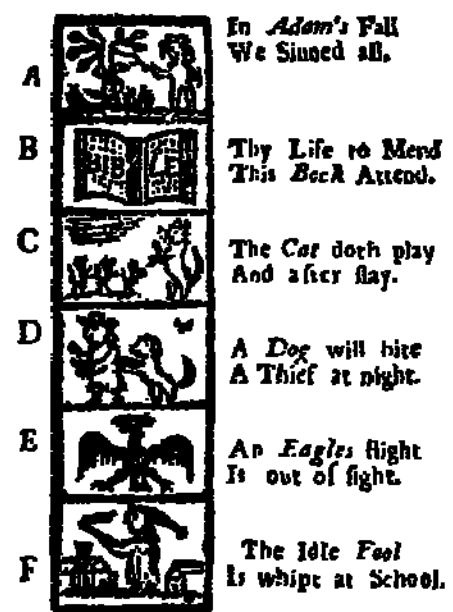 A
In Adam's Fall
We Sinned all.
B
BIBLE
Thy Life to Mend
This Book Attend.
C
The Cat doth play
And after slay.
D
A Dog will bite
A Thief at night.
E
An Eagles flight
Is out of sight.
F
The Idle Fool
Is whipt at School.